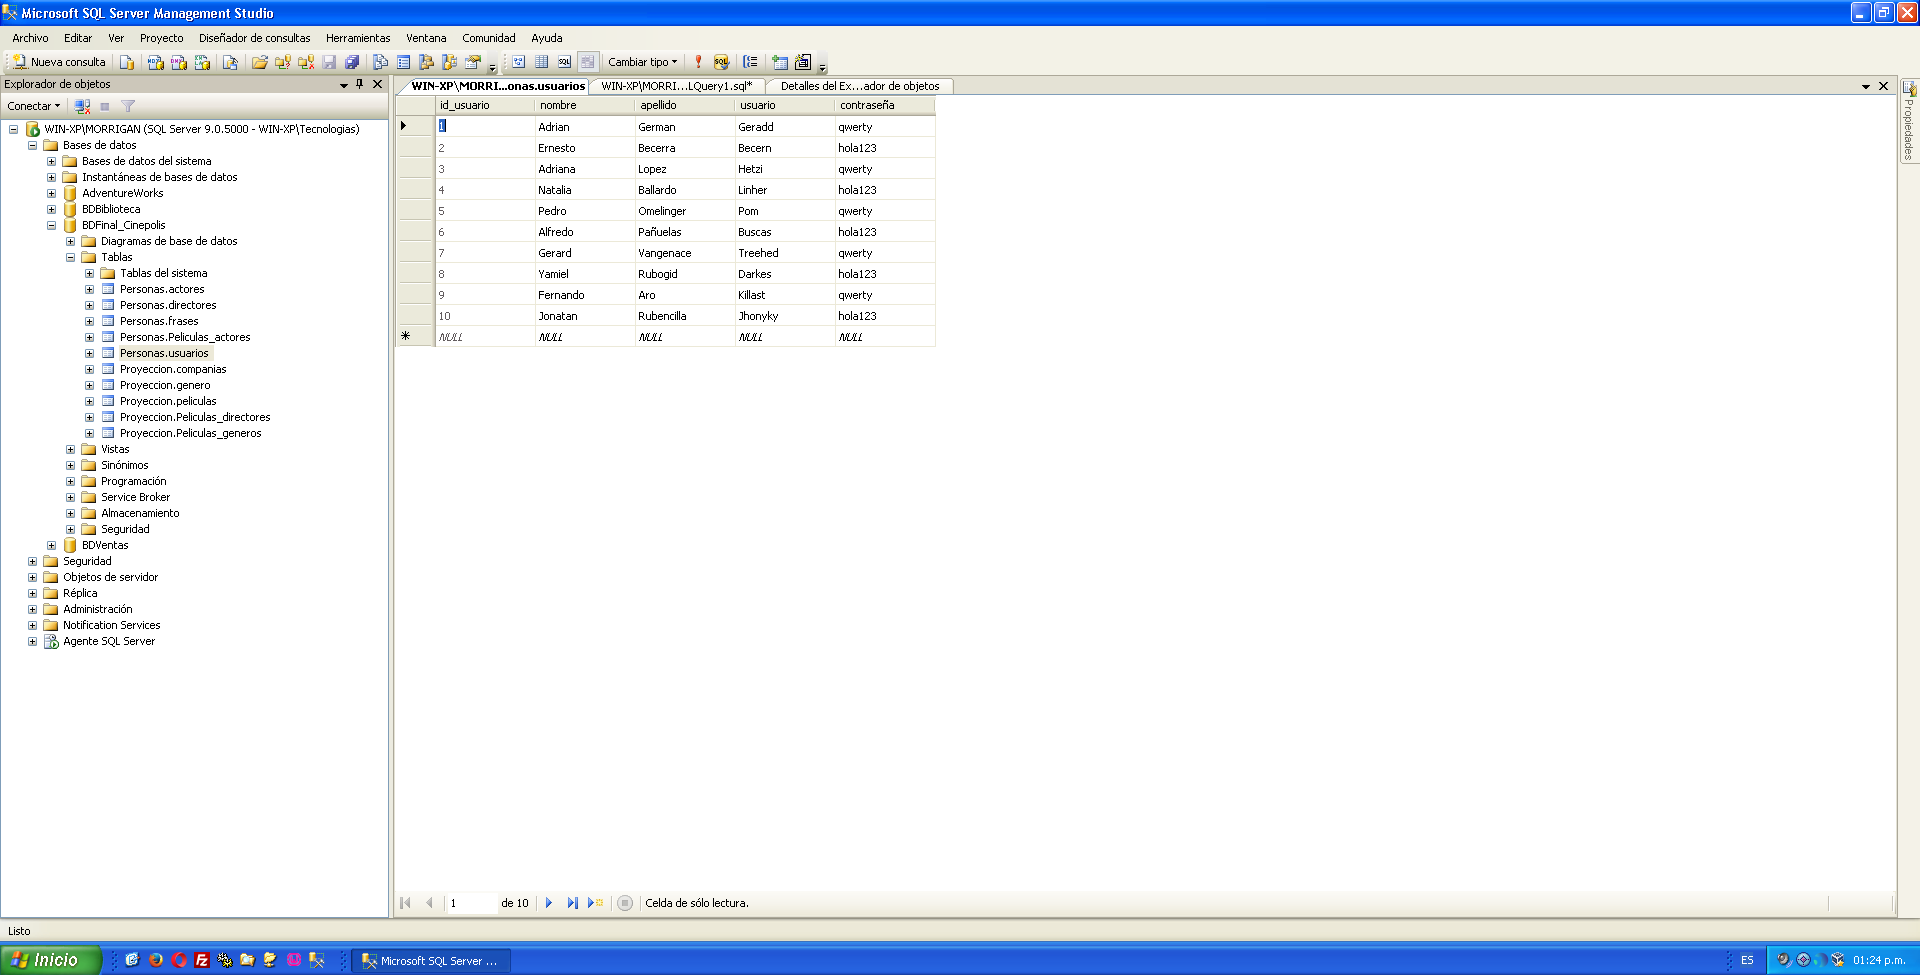 Microsoft SQL Server Management Studio
Archivo Editar Ver Proyecto Diseñador de consultas Herramientas Ventana Comunidad Ayuda
Nueva consulta Cambiar tipo
Explorador de objetos
WIN-XP\MORRI...onas.usuarios WIN-XP\MORRI...LQuery1.sql* Detalles del Ex...ador de objetos
Conectar
WIN-XP\MORRIGAN (SQL Server 9.0.5000 - WIN-XP\Tecnologias)
Bases de datos
Bases de datos del sistema
Instantáneas de bases de datos
AdventureWorks
BDBiblioteca
BDFinal_Cinepolis
Diagramas de base de datos
Tablas
Tablas del sistema
Personas.actores
Personas.directores
Personas.frases
Personas.Peliculas_actores
Personas.usuarios
Proyeccion.companias
Proyeccion.genero
Proyeccion.peliculas
Proyeccion.Peliculas_directores
Proyeccion.Peliculas_generos
Vistas
Sinónimos
Programación
Service Broker
Almacenamiento
Seguridad
BDVentas
Seguridad
Objetos de servidor
Réplica
Administración
Notification Services
Agente SQL Server
id_usuario nombre apellido usuario contraseña
1 Adrian German Geradd qwerty
2 Ernesto Becerra Becern hola123
3 Adriana Lopez Hetzi qwerty
4 Natalia Ballardo Linher hola123
5 Pedro Omelinger Pom qwerty
6 Alfredo Pañuelas Buscas hola123
7 Gerard Vangenace Treehed qwerty
8 Yamiel Rubogid Darkes hola123
9 Fernando Aro Killast qwerty
10 Jonatan Rubencilla Jhonyky hola123
NULL NULL NULL NULL NULL
1 de 10 Celda de sólo lectura.
Propiedades
Listo
Inicio Microsoft SQL Server ... ES 01:24 p.m.